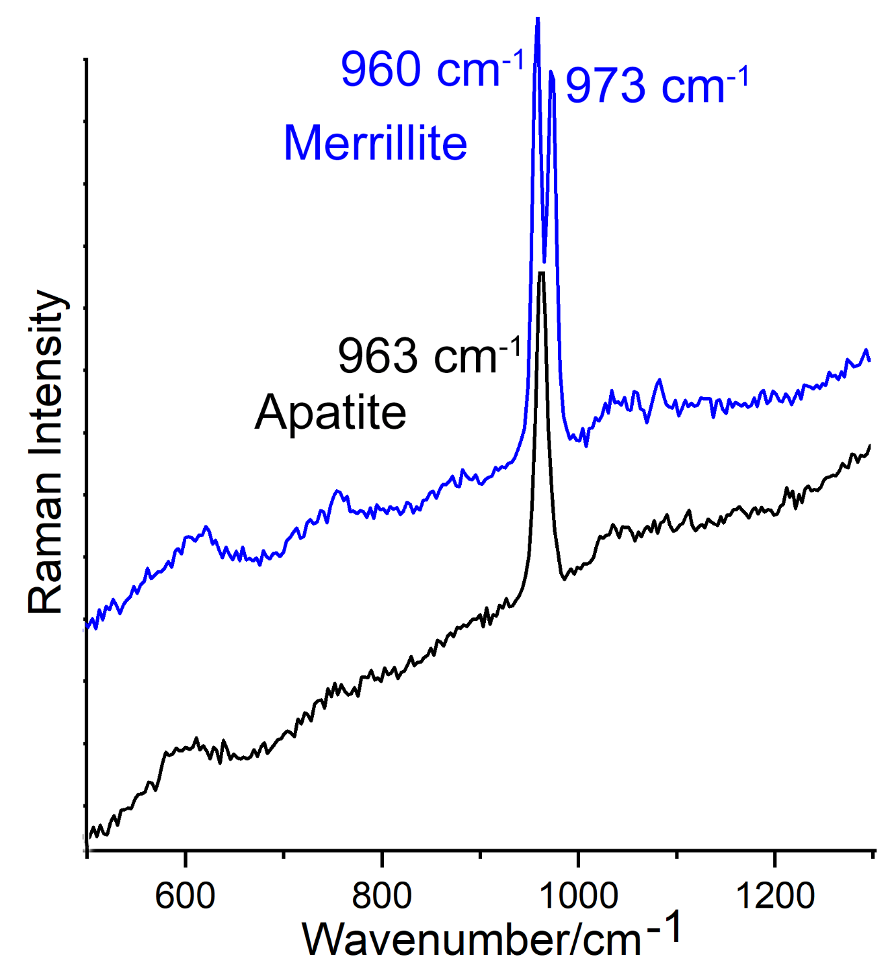 960 cm-1
973 cm-1
Merrillite
963 cm-1
Apatite
Raman Intensity
600 800 1000 1200
Wavenumber/cm-1